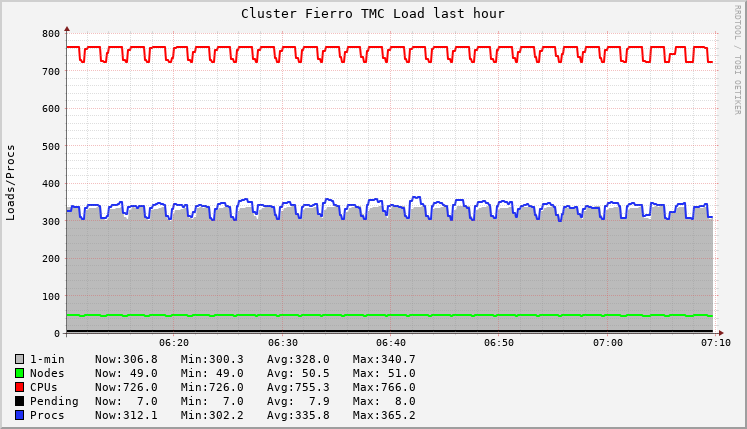 Cluster Fierro TMC Load last hour
RRDTOOL / TOBI OETIKER
Loads/Procs
800
700
600
500
400
300
200
100
0
06:20 06:30 06:40 06:50 07:00 07:10
1-min Now:306.8 Min:300.3 Avg:328.0 Max:340.7
Nodes Now: 49.0 Min: 49.0 Avg: 50.5 Max: 51.0
CPUs Now:726.0 Min:726.0 Avg:755.3 Max:766.0
Pending Now: 7.0 Min: 7.0 Avg: 7.9 Max: 8.0
Procs Now:312.1 Min:302.2 Avg:335.8 Max:365.2